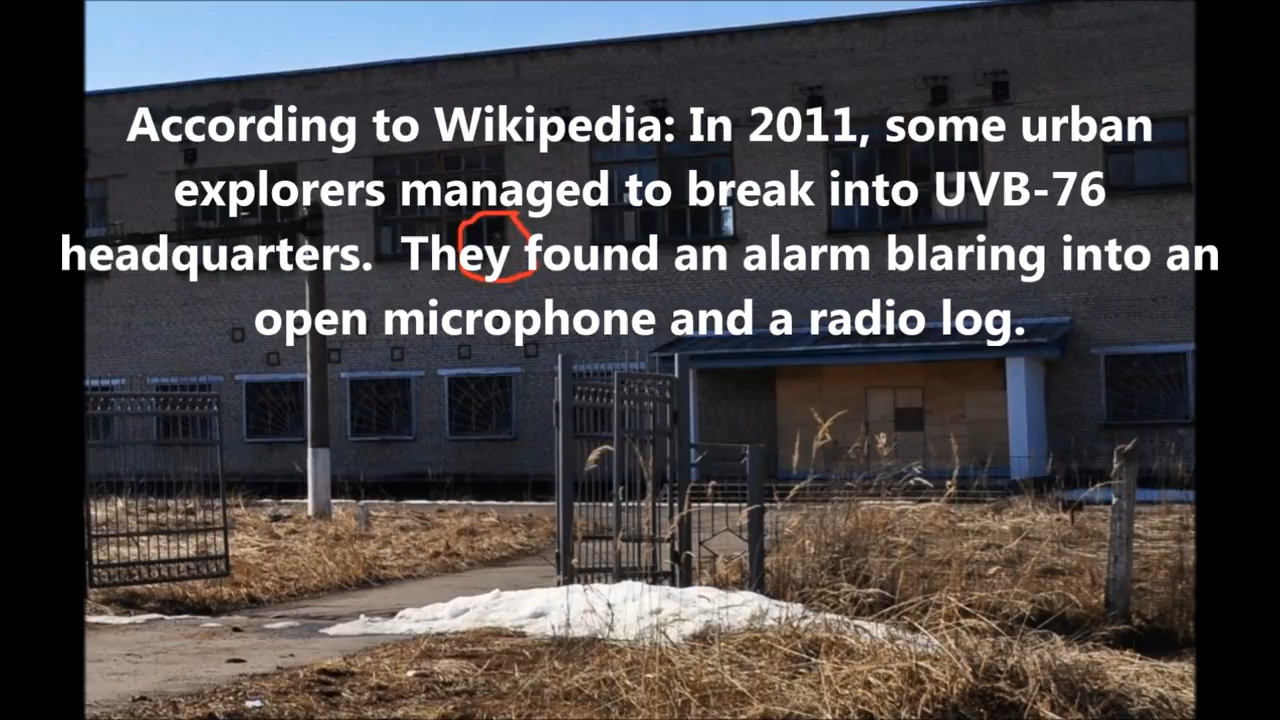 According to Wikipedia: In 2011, some urban
explorers managed to break into UVB-76
headquarters.  They found an alarm blaring into an
open microphone and a radio log.